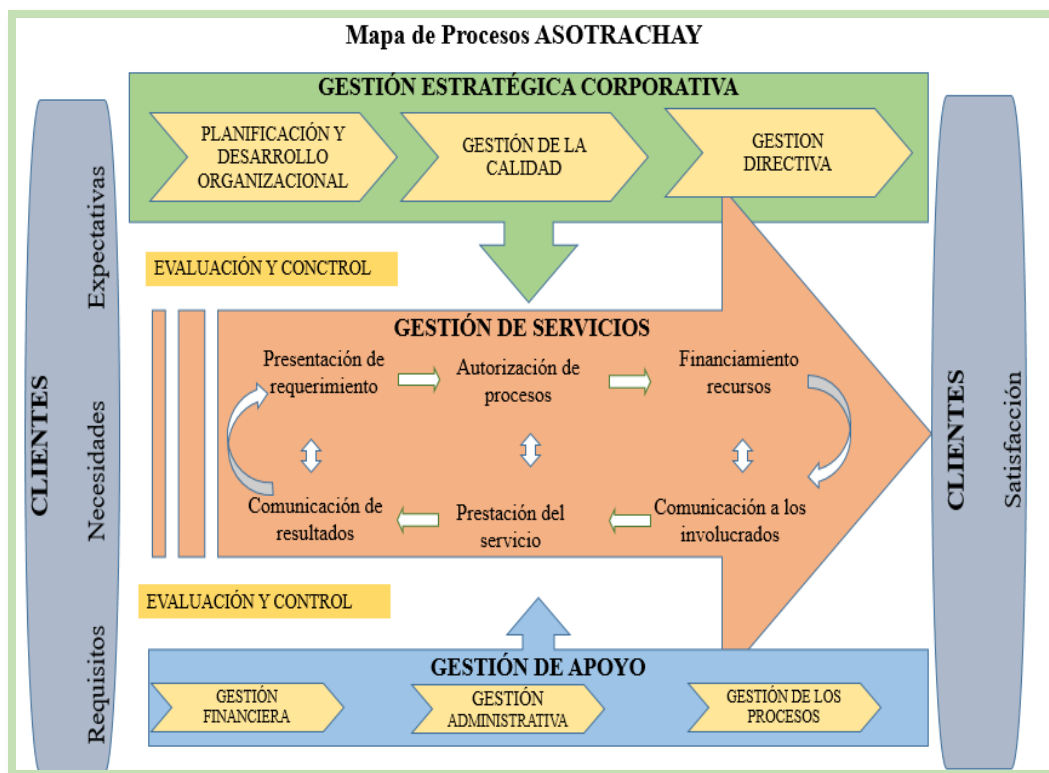 Mapa de Procesos ASOTRACHAY
GESTIÓN ESTRATÉGICA CORPORATIVA
PLANIFICACIÓN Y
DESARROLLO
ORGANIZACIONAL
GESTIÓN DE LA
CALIDAD
GESTION
DIRECTIVA
CLIENTES
Expectativas
Necesidades
Requisitos
EVALUACIÓN Y CONCTROL
GESTIÓN DE SERVICIOS
Presentación de
requerimiento
Autorización de
procesos
Financiamiento
recursos
Comunicación de
resultados
Prestación del
servicio
Comunicación a los
involucrados
EVALUACIÓN Y CONTROL
GESTIÓN DE APOYO
GESTIÓN
FINANCIERA
GESTIÓN
ADMINISTRATIVA
GESTIÓN DE LOS
PROCESOS
CLIENTES
Satisfacción